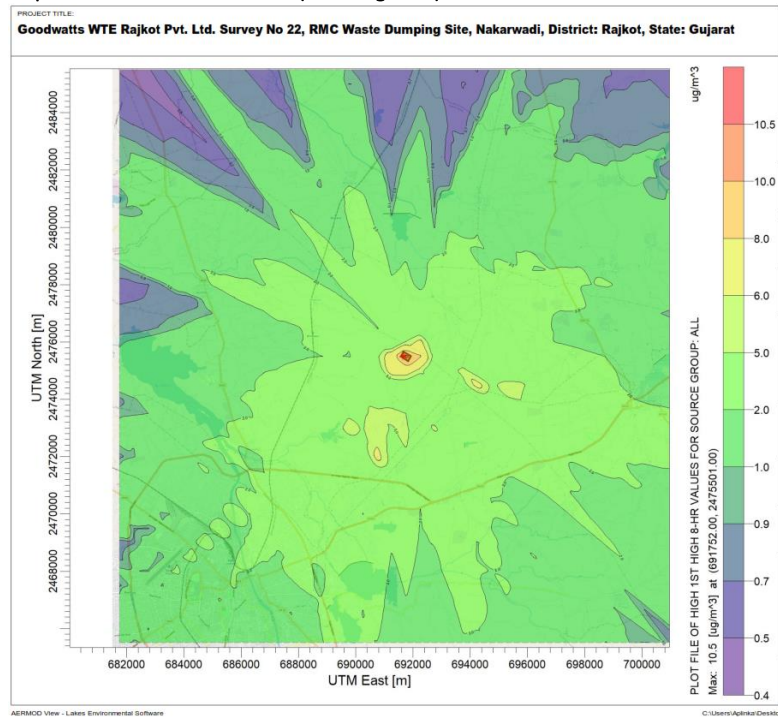 PROJECT TITLE:
Goodwatts WTE Rajkot Pvt. Ltd. Survey No 22, RMC Waste Dumping Site, Nakarwadi, District: Rajkot, State: Gujarat
UTM North [m]
2484000
2482000
2480000
2478000
2476000
2474000
2472000
2470000
2468000
682000 684000 686000 688000 690000 692000 694000 696000 698000 700000
UTM East [m]
PLOT FILE OF HIGH 1ST HIGH 8-HR VALUES FOR SOURCE GROUP: ALL
Max: 10.5 [ug/m^3] at (691752.00, 2475501.00)
ug/m^3
10.5
10.0
8.0
6.0
5.0
2.0
1.0
0.9
0.7
0.5
0.4
AERMOD View - Lakes Environmental Software